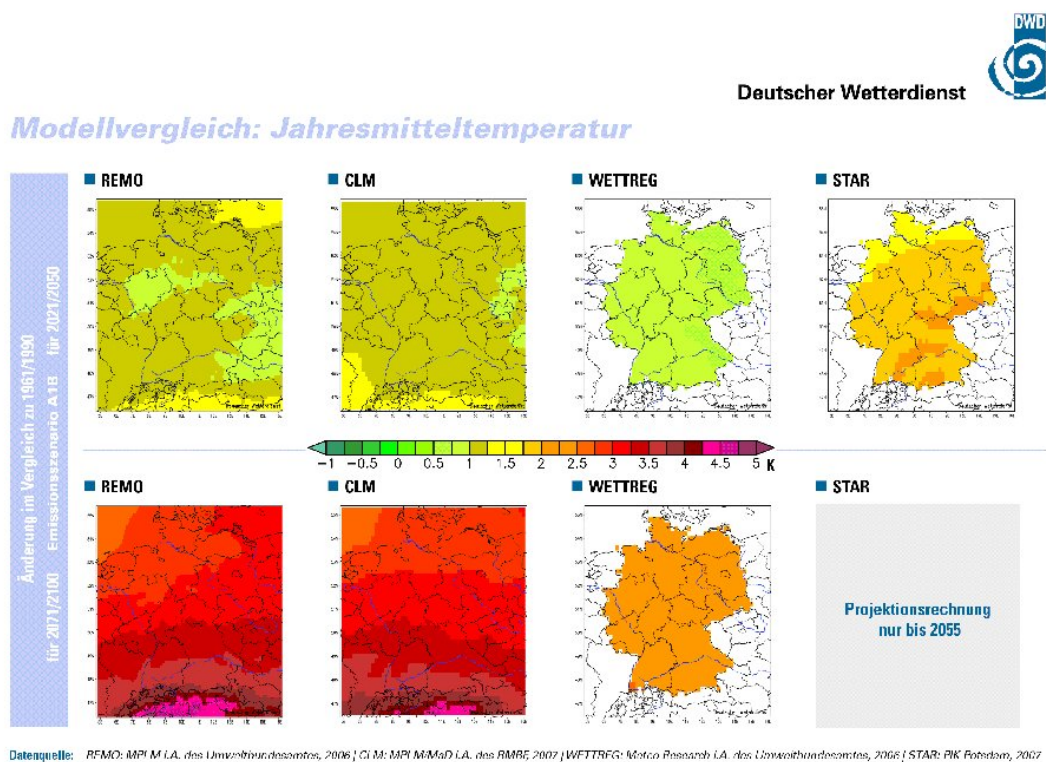 DWD
Deutscher Wetterdienst
Modellvergleich: Jahresmitteltemperatur
Änderung im Vergleich zu 1961/1990
Emissionsszenario A1B
für 2021/2050
für 2071/2100
REMO
CLM
WETTREG
STAR
-1 -0.5 0 0.5 1 1.5 2 2.5 3 3.5 4 4.5 5 K
REMO
CLM
WETTREG
STAR
Projektionsrechnung
nur bis 2055
Datenquelle: REMO: MPI-M i.A. des Umweltbundesamtes, 2006 | CLM: MPI-M/MaD i.A. des BMBF, 2007 | WETTREG: Meteo Research i.A. des Umweltbundesamtes, 2006 | STAR: PIK Potsdam, 2007